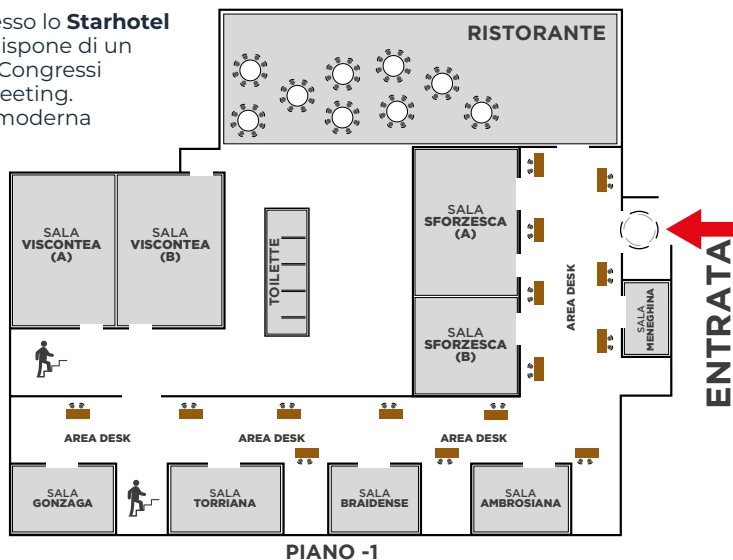 esso lo Starhotel
ispone di un
Congressi
eeting.
moderna
RISTORANTE
SALA
VISCONTEA
(A)
SALA
VISCONTEA
(B)
TOILETTE
SALA
SFORZESCA
(A)
SALA
SFORZESCA
(B)
AREA DESK
SALA
MENEGHINA
ENTRATA
AREA DESK
AREA DESK
AREA DESK
SALA
GONZAGA
SALA
TORRIANA
SALA
BRAIDENSE
SALA
AMBROSIANA
PIANO -1